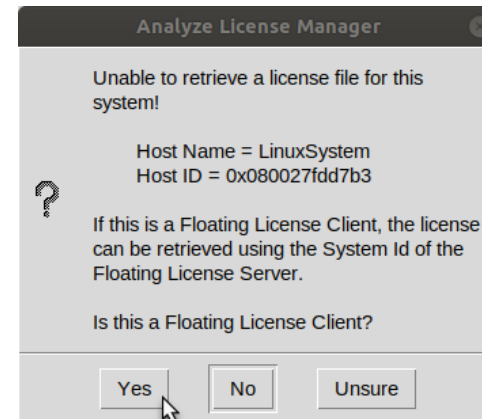 Analyze License Manager
Unable to retrieve a license file for this
system!
Host Name = LinuxSystem
Host ID = 0x080027fdd7b3
If this is a Floating License Client, the license
can be retrieved using the System Id of the
Floating License Server.
Is this a Floating License Client?
Yes No Unsure